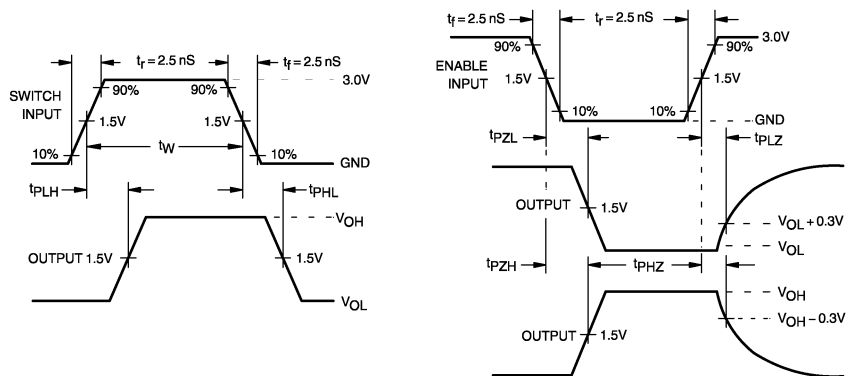 tr = 2.5 nS
tf = 2.5 nS
3.0V
90%
90%
SWITCH
INPUT
1.5V
1.5V
10%
tW
10%
GND
tPLH
tPHL
VOH
OUTPUT 1.5V
1.5V
VOL
tf = 2.5 nS
tr = 2.5 nS
3.0V
90%
90%
ENABLE
INPUT
1.5V
1.5V
10%
10%
GND
tPZL
tPLZ
OUTPUT
1.5V
VOL + 0.3V
VOL
tPZH
tPHZ
VOH
VOH – 0.3V
OUTPUT
1.5V